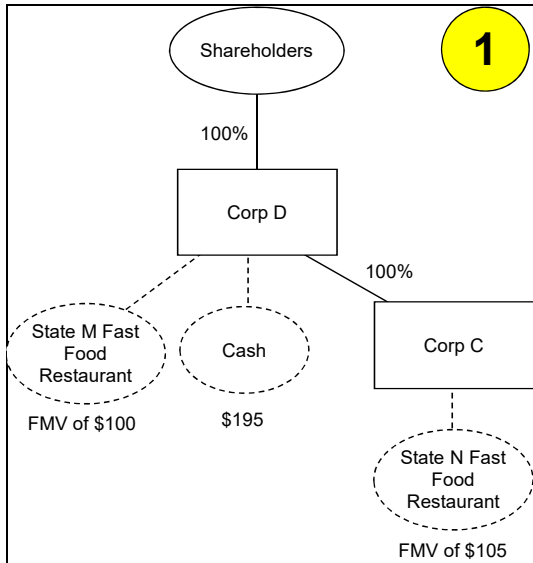 Shareholders
1
100%
Corp D
100%
State M Fast
Food
Restaurant
Cash
Corp C
FMV of $100
$195
State N Fast
Food
Restaurant
FMV of $105